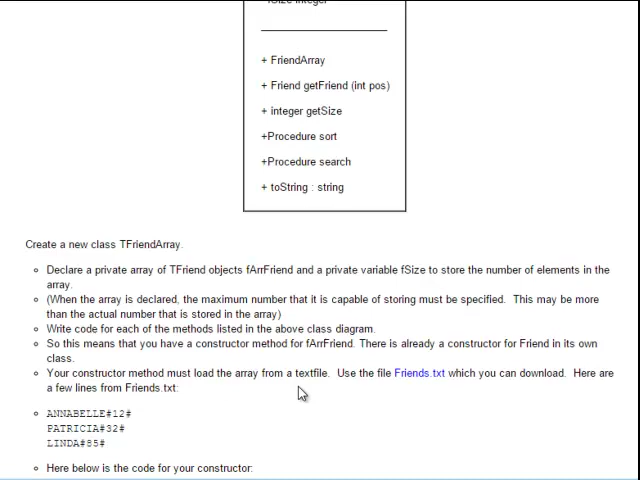 fSize integer
+ FriendArray
+ Friend getFriend (int pos)
+ integer getSize
+Procedure sort
+Procedure search
+ toString : string
Create a new class TFriendArray.
Declare a private array of TFriend objects fArrFriend and a private variable fSize to store the number of elements in the
array.
(When the array is declared, the maximum number that it is capable of storing must be specified. This may be more
than the actual number that is stored in the array)
Write code for each of the methods listed in the above class diagram.
So this means that you have a constructor method for fArrFriend. There is already a constructor for Friend in its own
class.
Your constructor method must load the array from a textfile. Use the file Friends.txt which you can download. Here are
a few lines from Friends.txt:
ANNABELLE#12#
PATRICIA#32#
LINDA#85#
Here below is the code for your constructor: